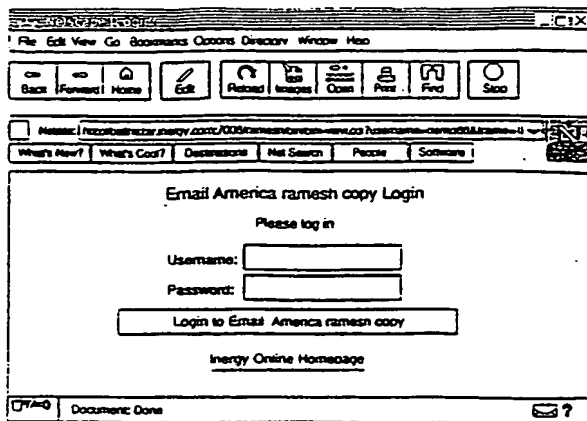 Netscape: Login
File Edit View Go Bookmarks Options Directory Window Help
Back Forward Home Edit Reload Images Open Print Find Stop
What's New? What's Cool? Destinations Net Search People Software
Email America ramesh copy Login
Please log in
Username:
Password:
Login to Email America ramesh copy
Inergy Online Homepage
Document: Done
?